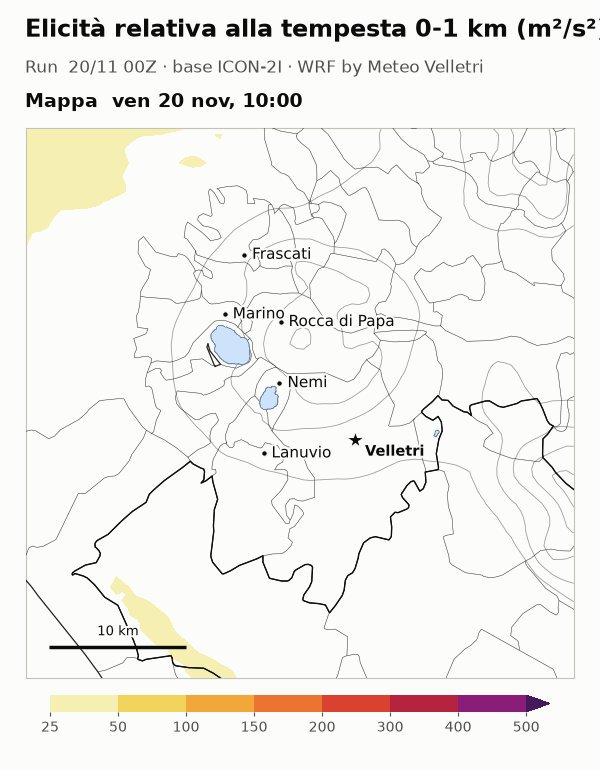 Elicità relativa alla tempesta 0-1 km (m²/s²)
Run  20/11 00Z · base ICON-2I · WRF by Meteo Velletri
Mappa  ven 20 nov, 10:00
Frascati
Marino
Rocca di Papa
Nemi
Velletri
Lanuvio
10 km
25 50 100 150 200 300 400 500